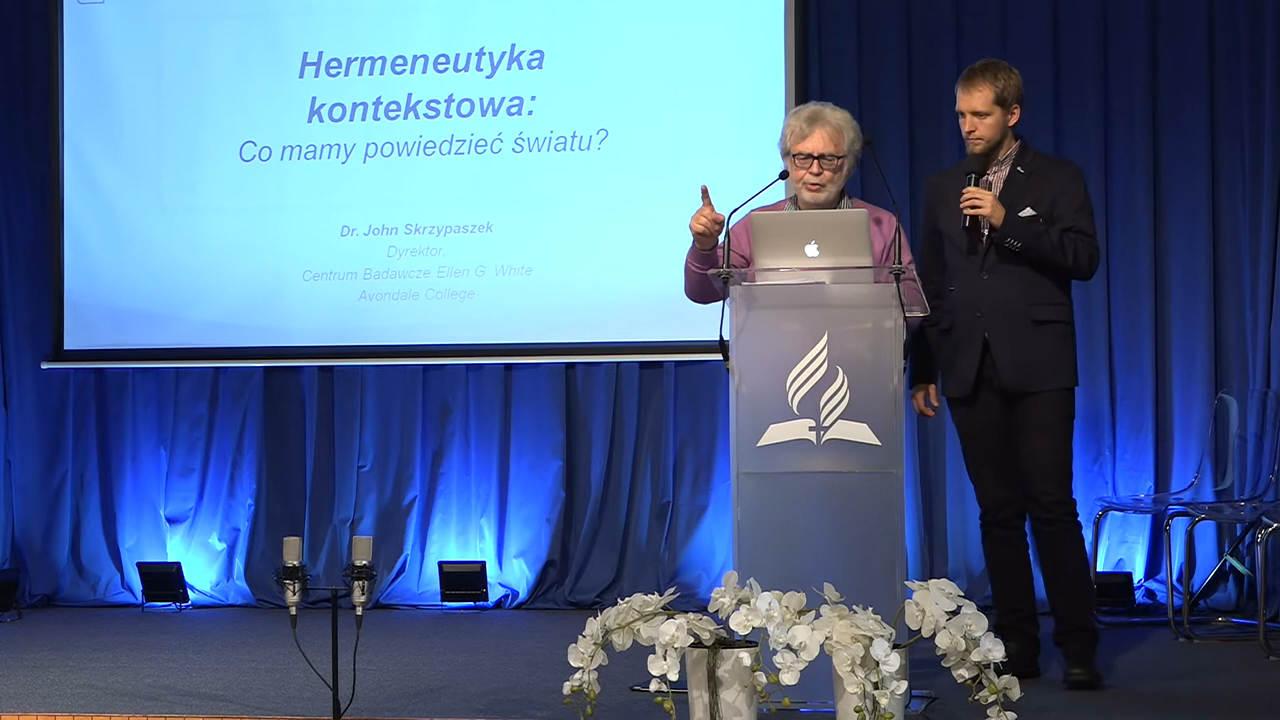 Hermeneutyka
kontekstowa:
Co mamy powiedzieć światu?
Dr. John Skrzypaszek
Dyrektor,
Centrum Badawcze Ellen G. White
Avondale College